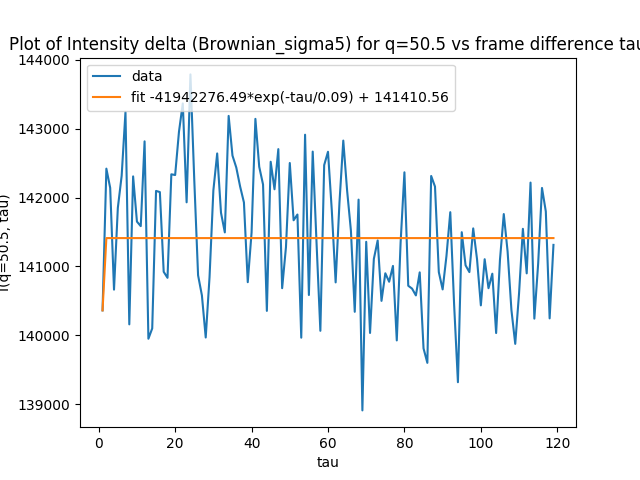 Plot of Intensity delta (Brownian_sigma5) for q=50.5 vs frame difference tau
data
fit -41942276.49*exp(-tau/0.09) + 141410.56
144000
143000
142000
141000
140000
139000
I(q=50.5, tau)
0 20 40 60 80 100 120
tau